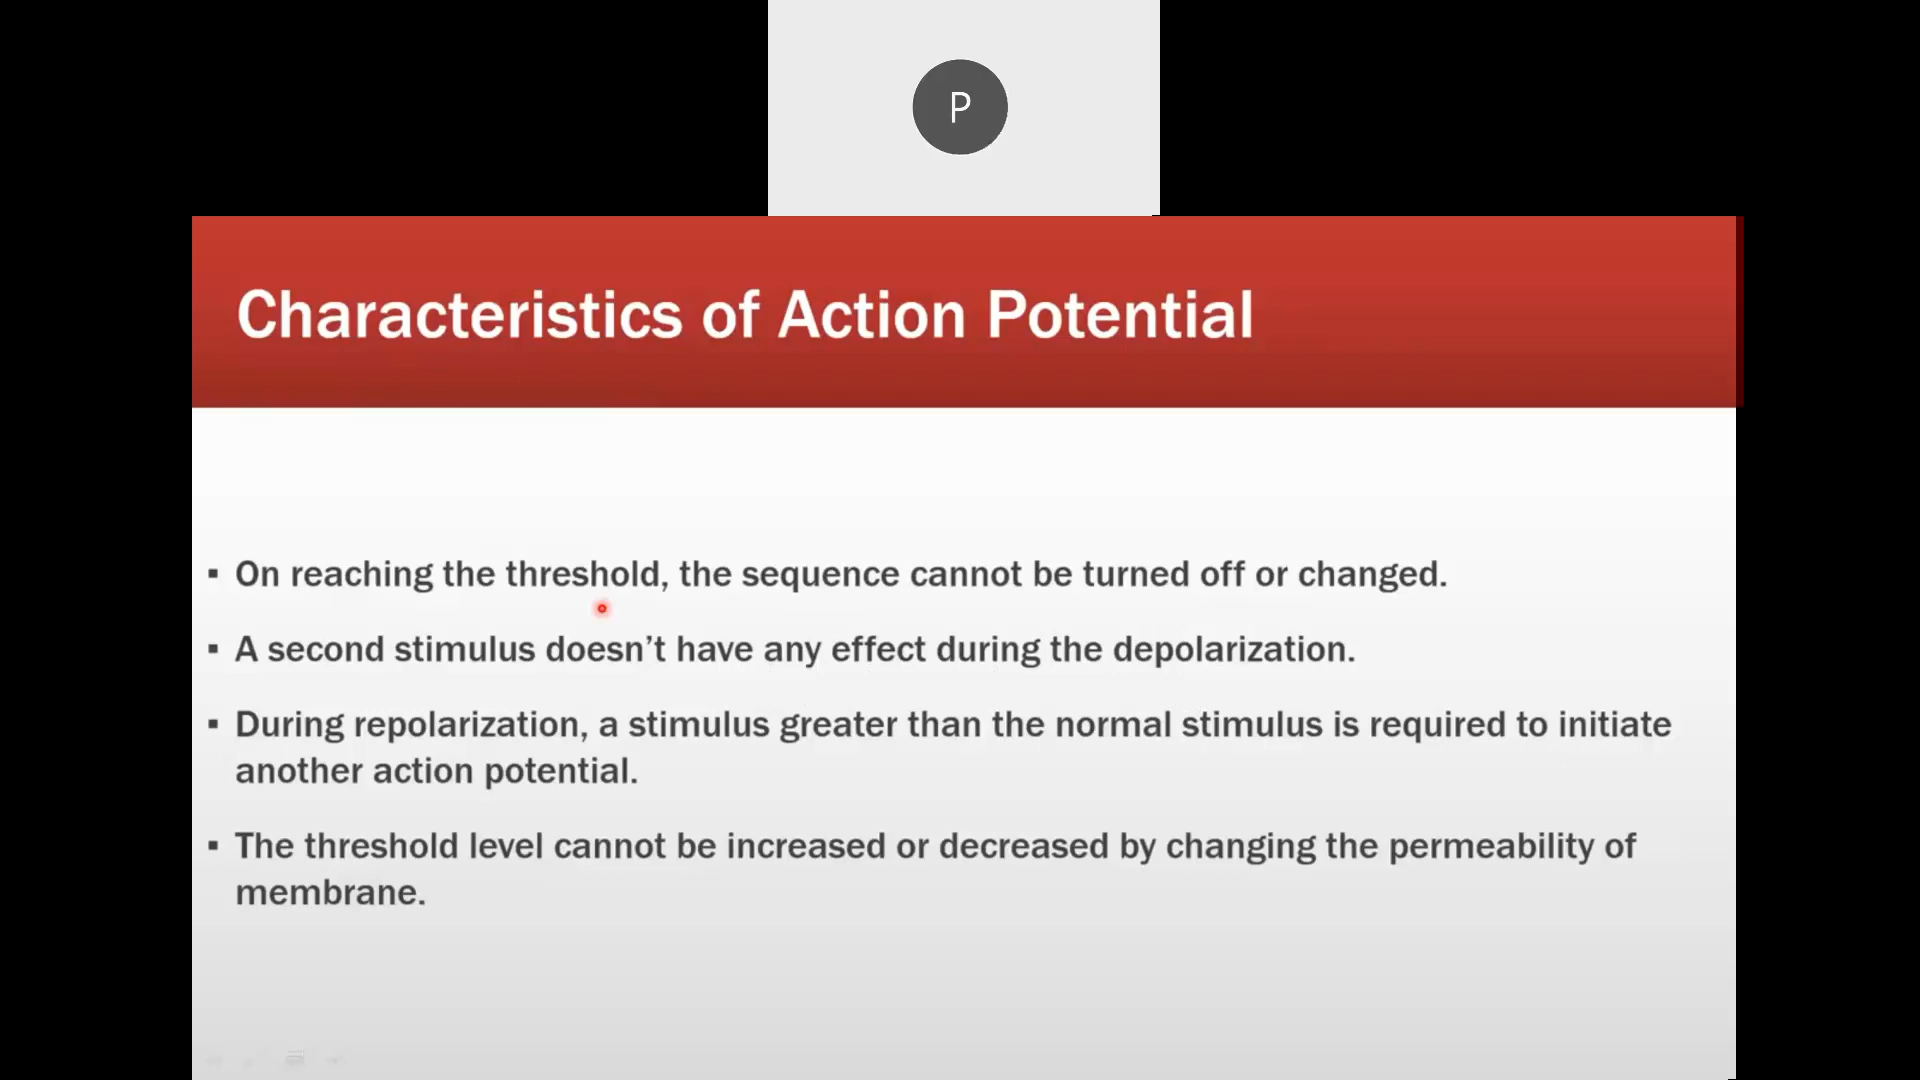 P
Characteristics of Action Potential
▪ On reaching the threshold, the sequence cannot be turned off or changed.
▪ A second stimulus doesn’t have any effect during the depolarization.
▪ During repolarization, a stimulus greater than the normal stimulus is required to initiate
another action potential.
▪ The threshold level cannot be increased or decreased by changing the permeability of
membrane.